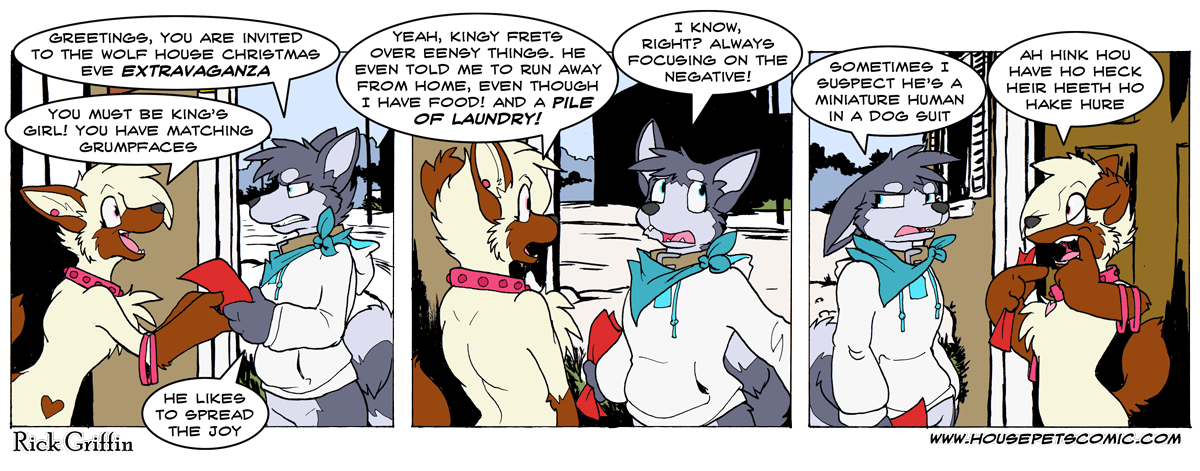 GREETINGS, YOU ARE INVITED
TO THE WOLF HOUSE CHRISTMAS
EVE EXTRAVAGANZA
YOU MUST BE KING'S
GIRL! YOU HAVE MATCHING
GRUMPFACES
HE LIKES
TO SPREAD
THE JOY
YEAH, KINGY FRETS
OVER EENSY THINGS. HE
EVEN TOLD ME TO RUN AWAY
FROM HOME, EVEN THOUGH
I HAVE FOOD! AND A PILE
OF LAUNDRY!
I KNOW,
RIGHT? ALWAYS
FOCUSING ON THE
NEGATIVE!
SOMETIMES I
SUSPECT HE'S A
MINIATURE HUMAN
IN A DOG SUIT
AH HINK HOU
HAVE HO HECK
HEIR HEETH HO
HAKE HURE
Rick Griffin
WWW.HOUSEPETSCOMIC.COM